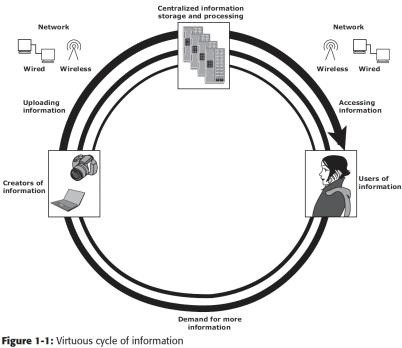 Centralized information
storage and processing
Network
Wired
Wireless
Network
Wireless
Wired
Uploading
information
Accessing
information
Creators of
information
Users of
information
Demand for more
information
Figure 1-1: Virtuous cycle of information